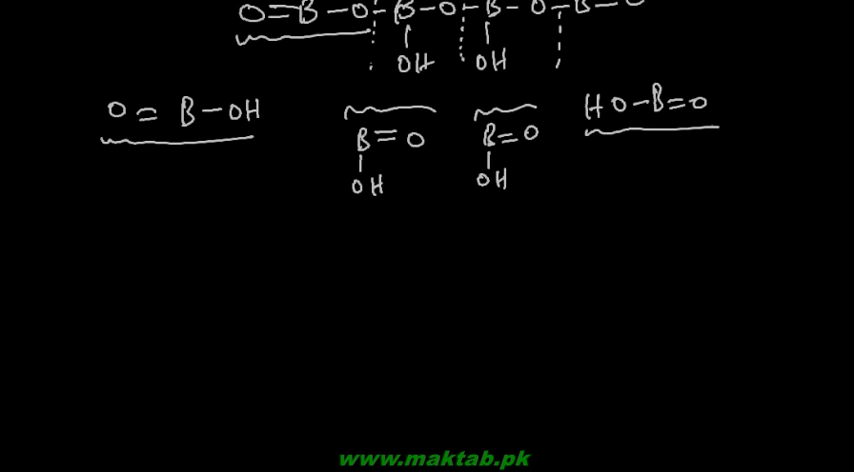 O=B-O-B-O-B-O-B=O
OH OH
O=B-OH B=O B=O HO-B=O
OH OH
www.maktab.pk